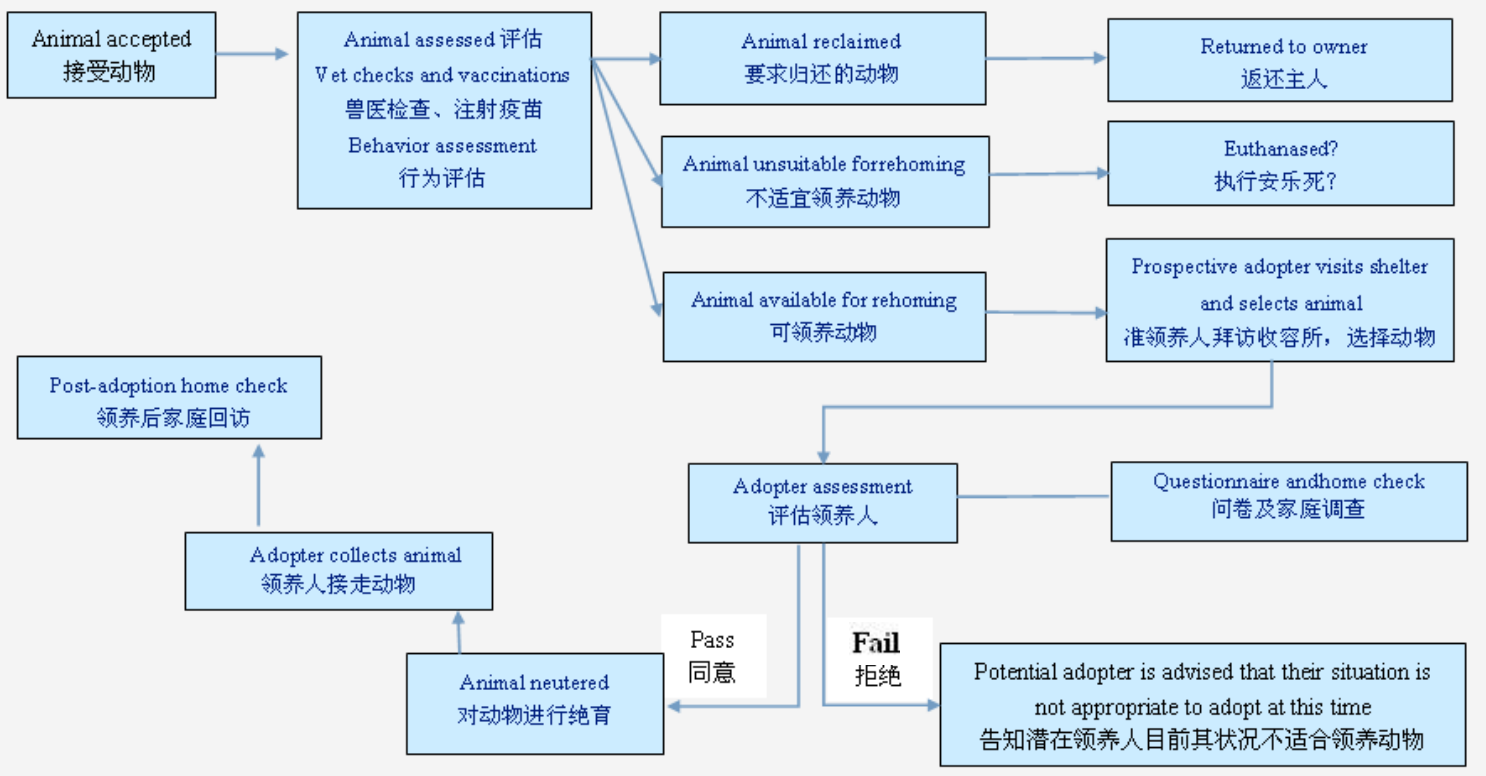 Animal accepted
接受动物
Animal assessed 评估
Vet checks and vaccinations
兽医检查、注射疫苗
Behavior assessment
行为评估
Animal reclaimed
要求归还的动物
Returned to owner
返还主人
Animal unsuitable forrehoming
不适宜领养动物
Euthanased?
执行安乐死?
Animal available for rehoming
可领养动物
Prospective adopter visits shelter
and selects animal
准领养人拜访收容所，选择动物
Adopter assessment
评估领养人
Questionnaire andhome check
问卷及家庭调查
Pass
同意
Fail
拒绝
Potential adopter is advised that their situation is
not appropriate to adopt at this time
告知潜在领养人目前其状况不适合领养动物
Animal neutered
对动物进行绝育
Adopter collects animal
领养人接走动物
Post-adoption home check
领养后家庭回访